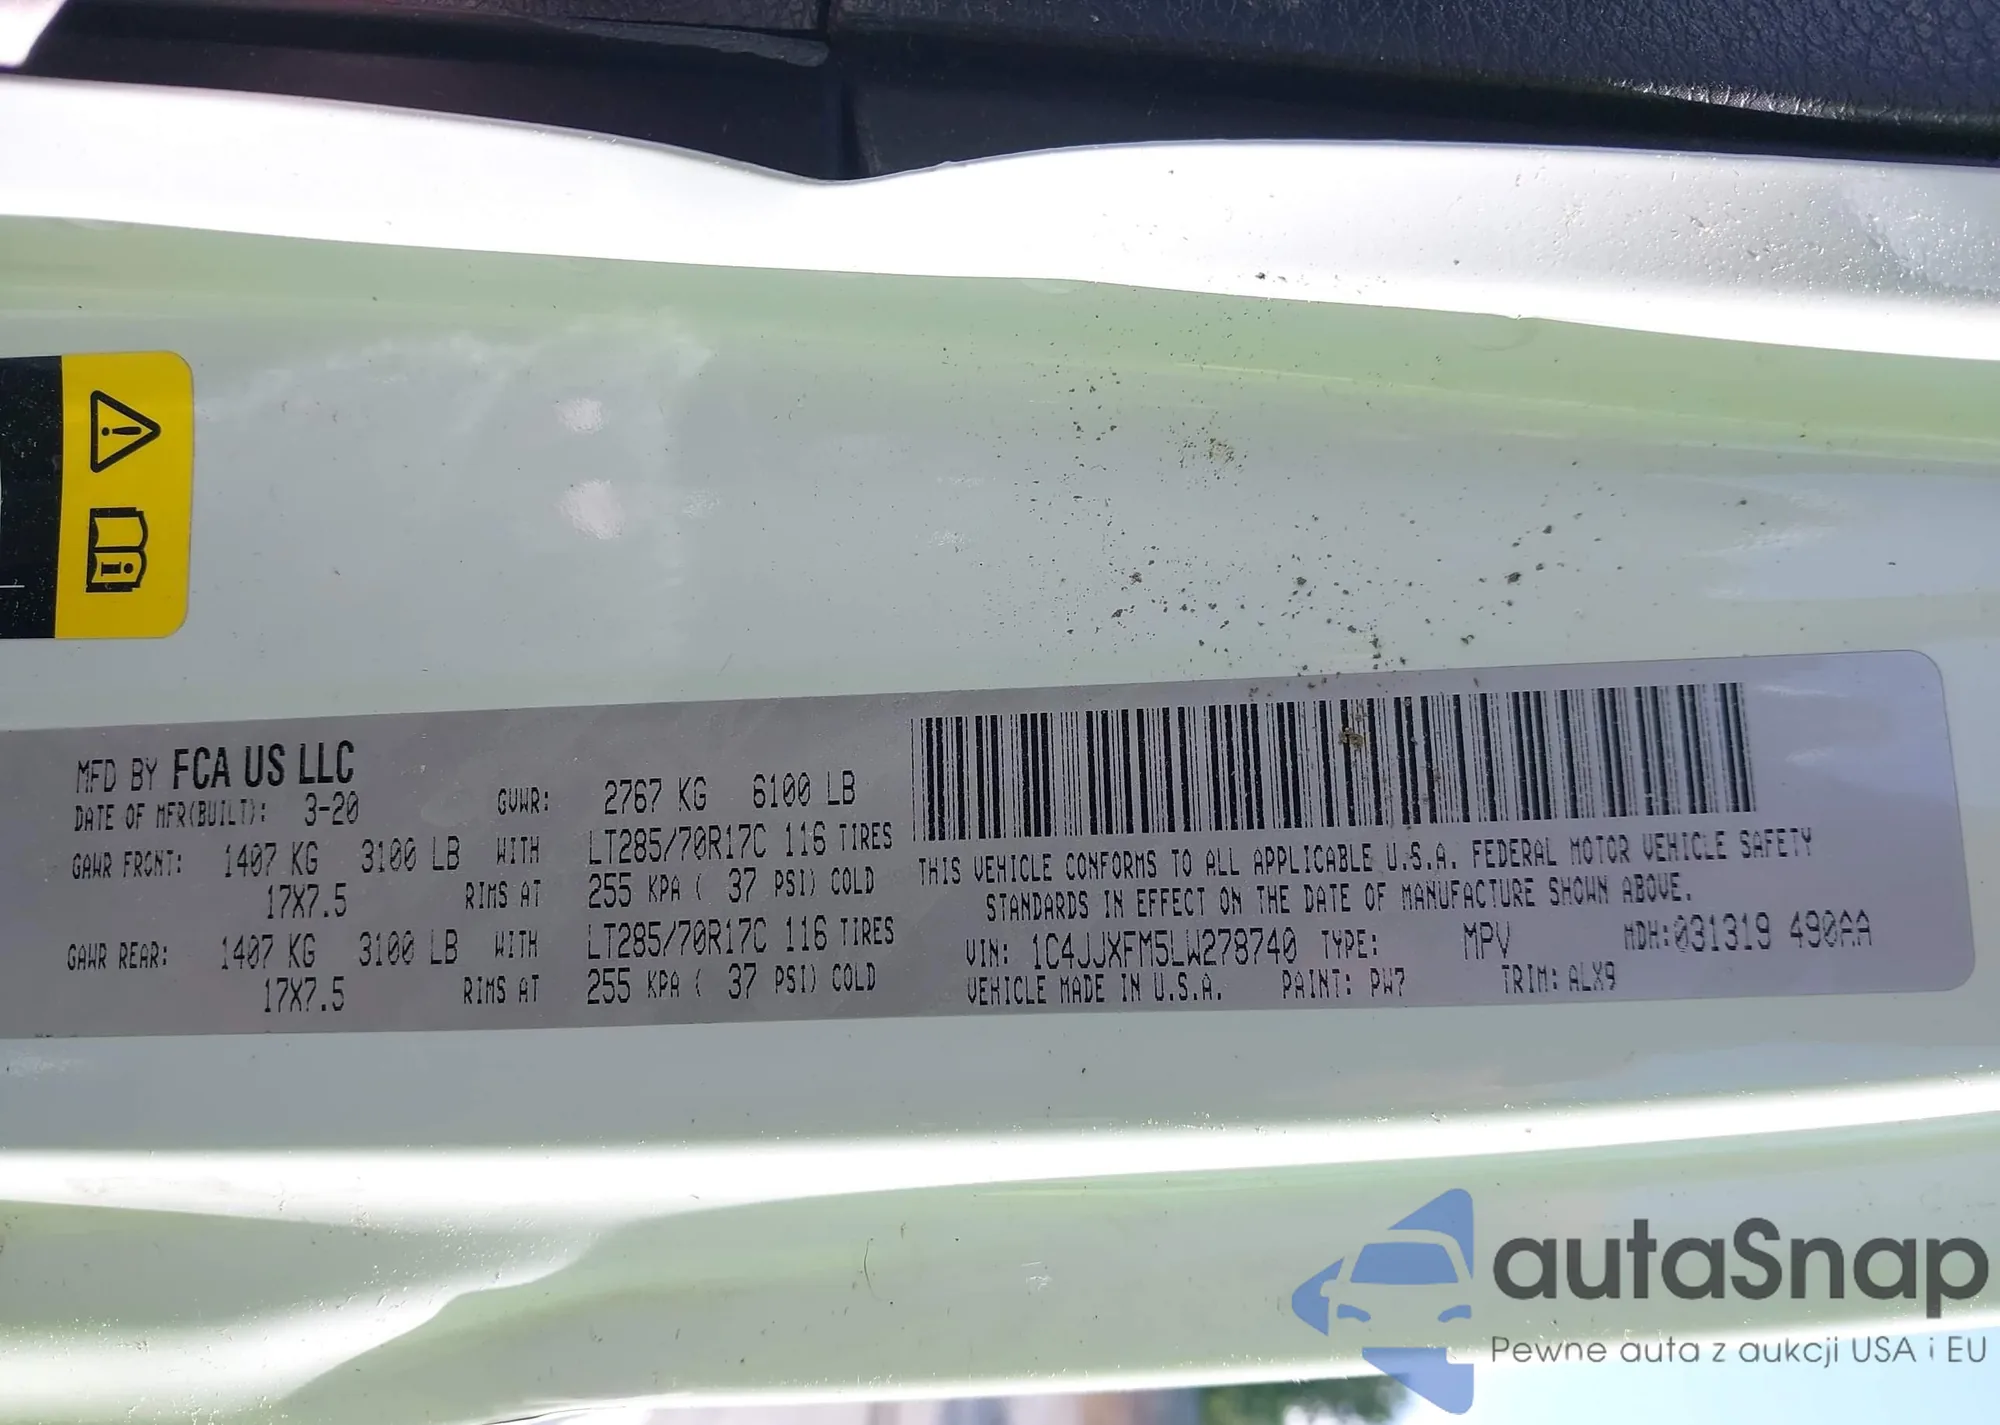 MFD BY FCA US LLC
DATE OF MFR(BUILT): 3-20 GVWR: 2767 KG 6100 LB
GAWR FRONT: 1407 KG 3100 LB WITH LT285/70R17C 116 TIRES
17X7.5 RIMS AT 255 KPA ( 37 PSI) COLD
GAWR REAR: 1407 KG 3100 LB WITH LT285/70R17C 116 TIRES
17X7.5 RIMS AT 255 KPA ( 37 PSI) COLD
THIS VEHICLE CONFORMS TO ALL APPLICABLE U.S.A. FEDERAL MOTOR VEHICLE SAFETY
STANDARDS IN EFFECT ON THE DATE OF MANUFACTURE SHOWN ABOVE.
VIN: 1C4JJXFM5LW278740 TYPE: MPV MDH:031319 490AA
VEHICLE MADE IN U.S.A. PAINT: PW7 TRIM: ALX9
autaSnap
Pewne auta z aukcji USA i EU